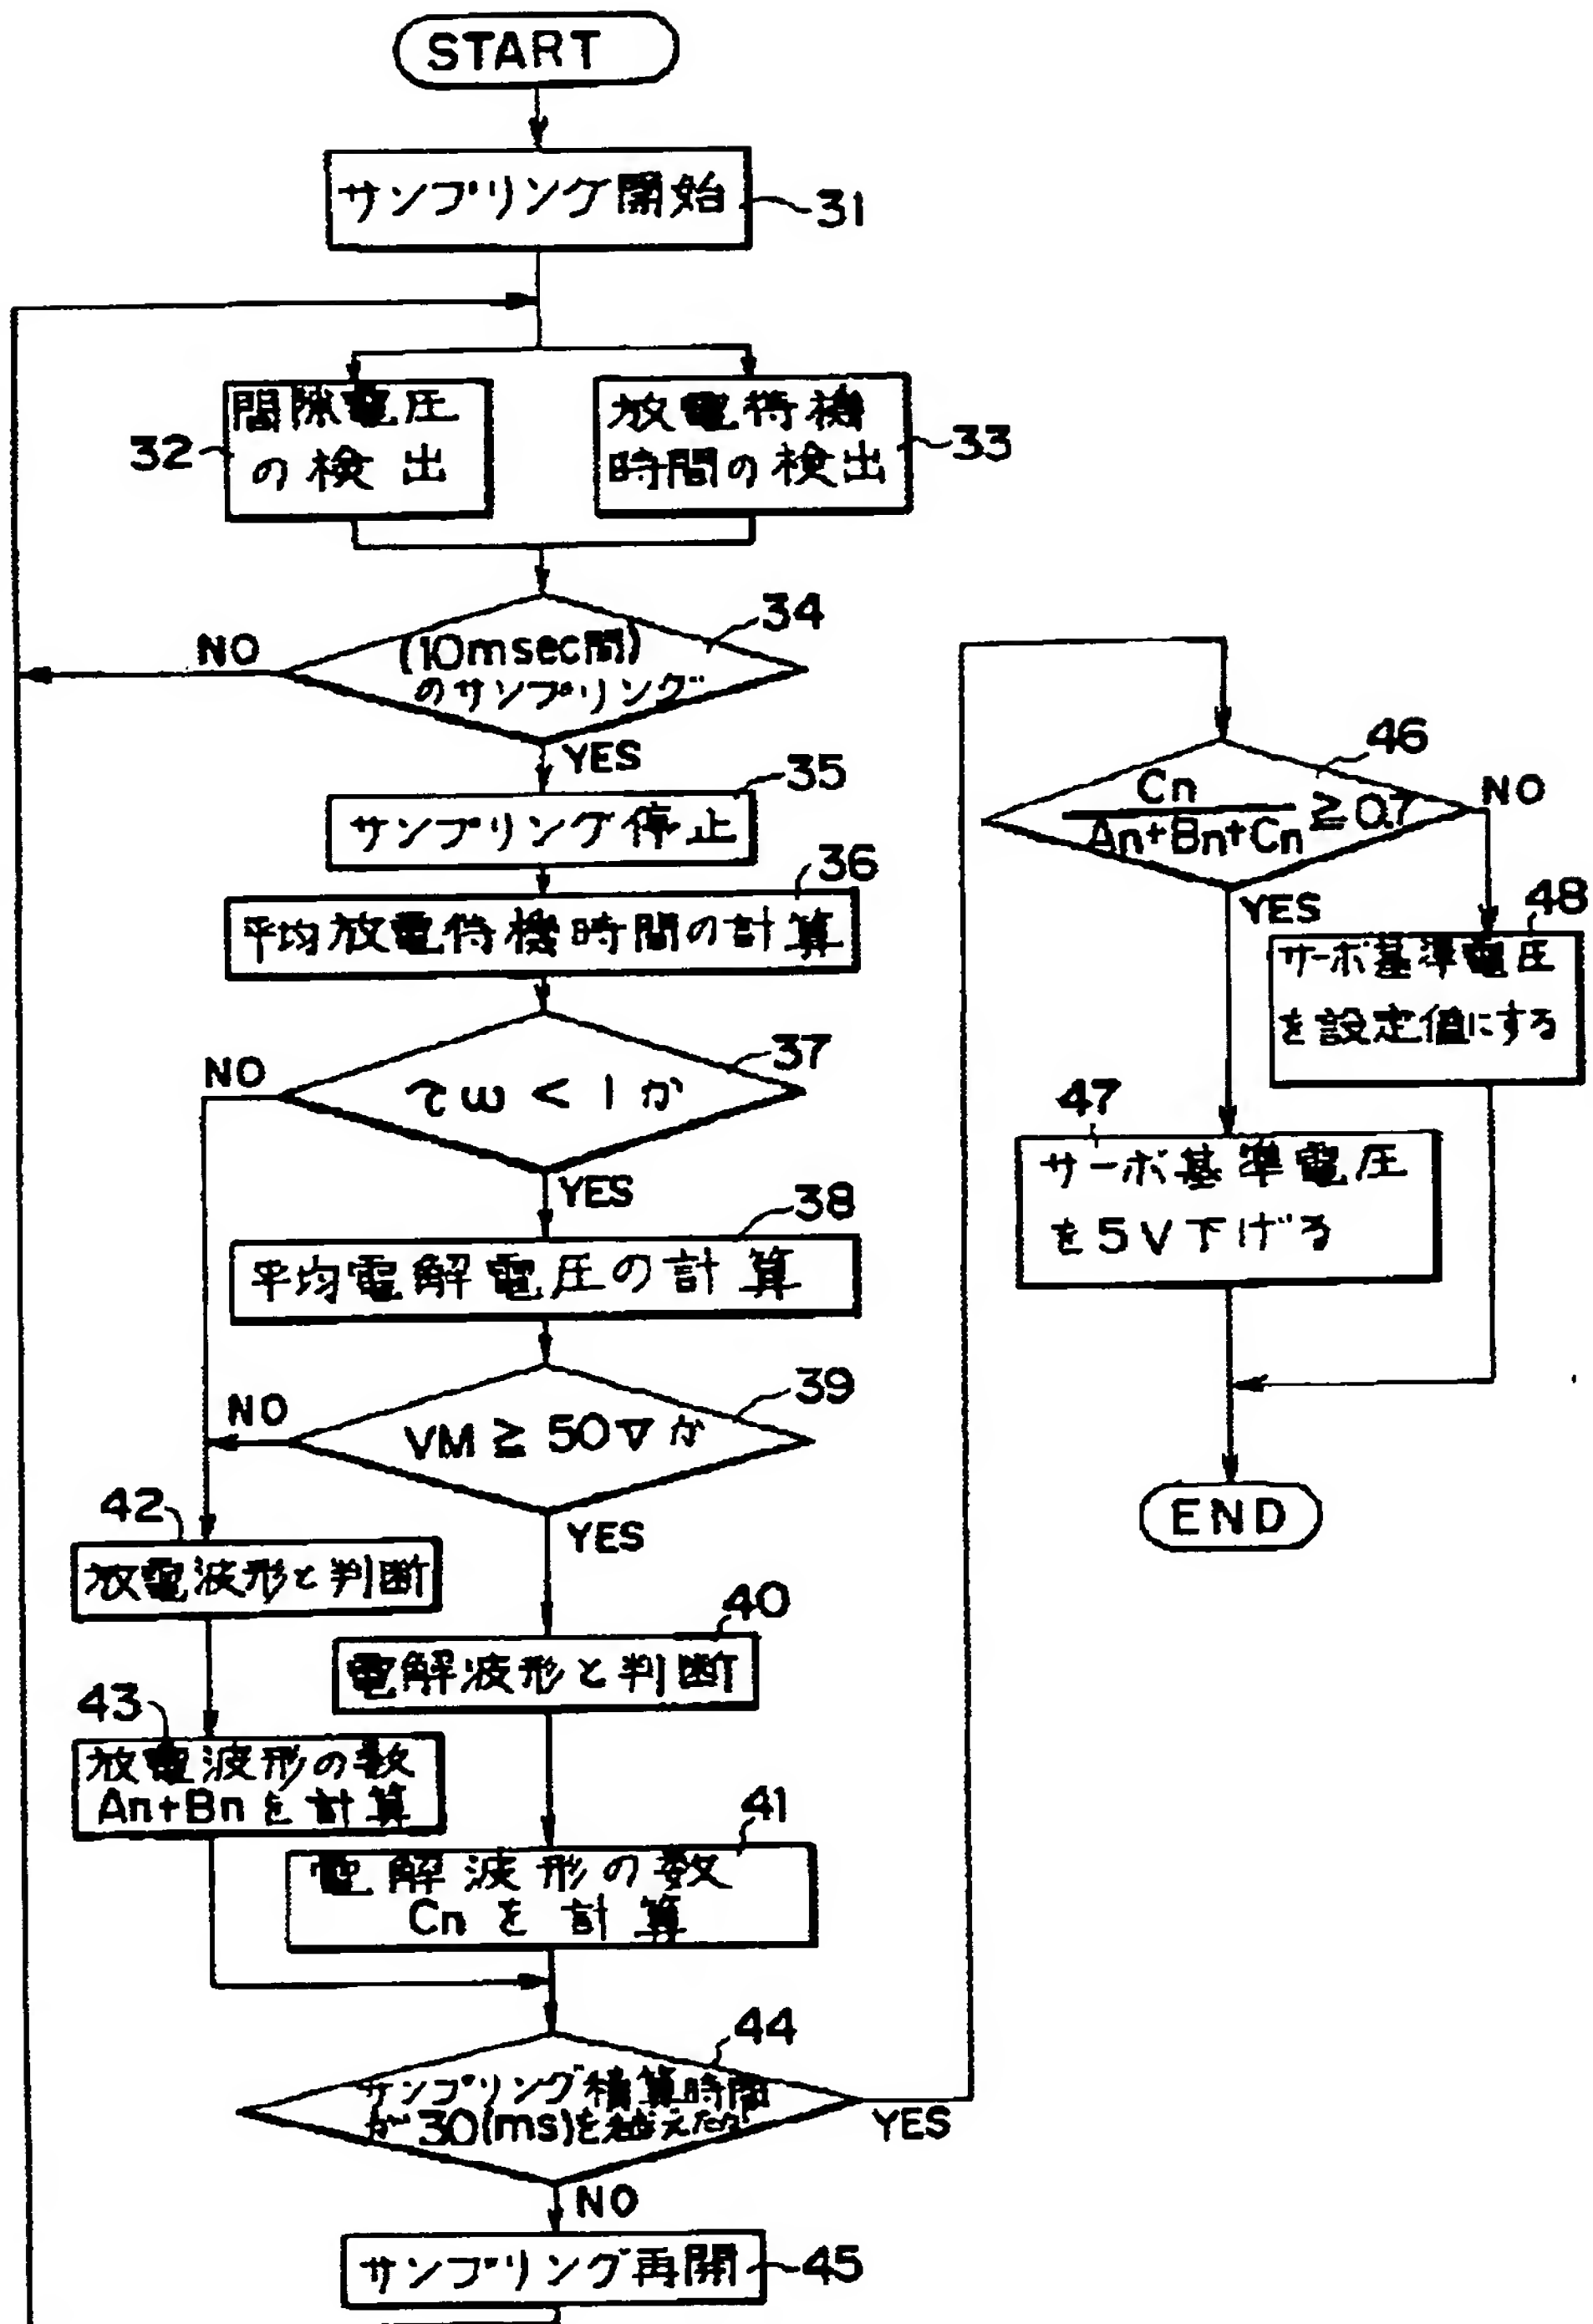 START
サンプリング開始
31
間隙電圧
の検出
32
放電待機
時間の検出
33
34
(10msec間)
のサンプリング
NO
YES
35
サンプリング停止
36
平均放電待機時間の計算
37
τω < 1 か
NO
YES
38
平均電解電圧の計算
39
VM ≧ 50V か
NO
YES
42
放電波形と判断
40
電解波形と判断
43
放電波形の数
An+Bn を計算
41
電解波形の数
Cn を計算
44
サンプリング積算時間
が30(ms)を越えたか
YES
NO
サンプリング再開
45
46
Cn
An+Bn+Cn
≧0.7
NO
YES
48
サーボ基準電圧
を設定値にする
47
サーボ基準電圧
を5V下げる
END